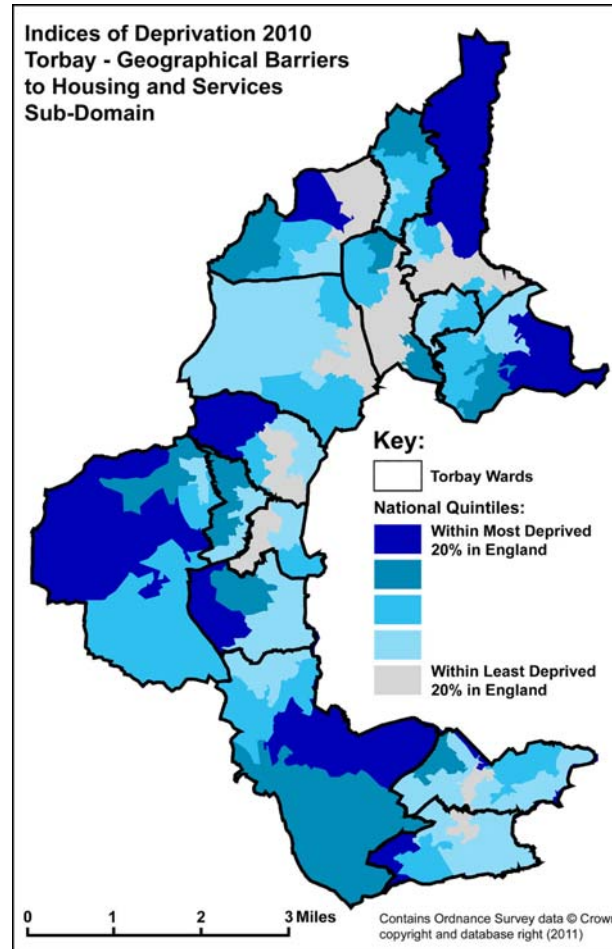 Indices of Deprivation 2010
Torbay - Geographical Barriers
to Housing and Services
Sub-Domain
Key:
Torbay Wards
National Quintiles:
Within Most Deprived
20% in England
Within Least Deprived
20% in England
0 1 2 3 Miles
Contains Ordnance Survey data © Crown
copyright and database right (2011)